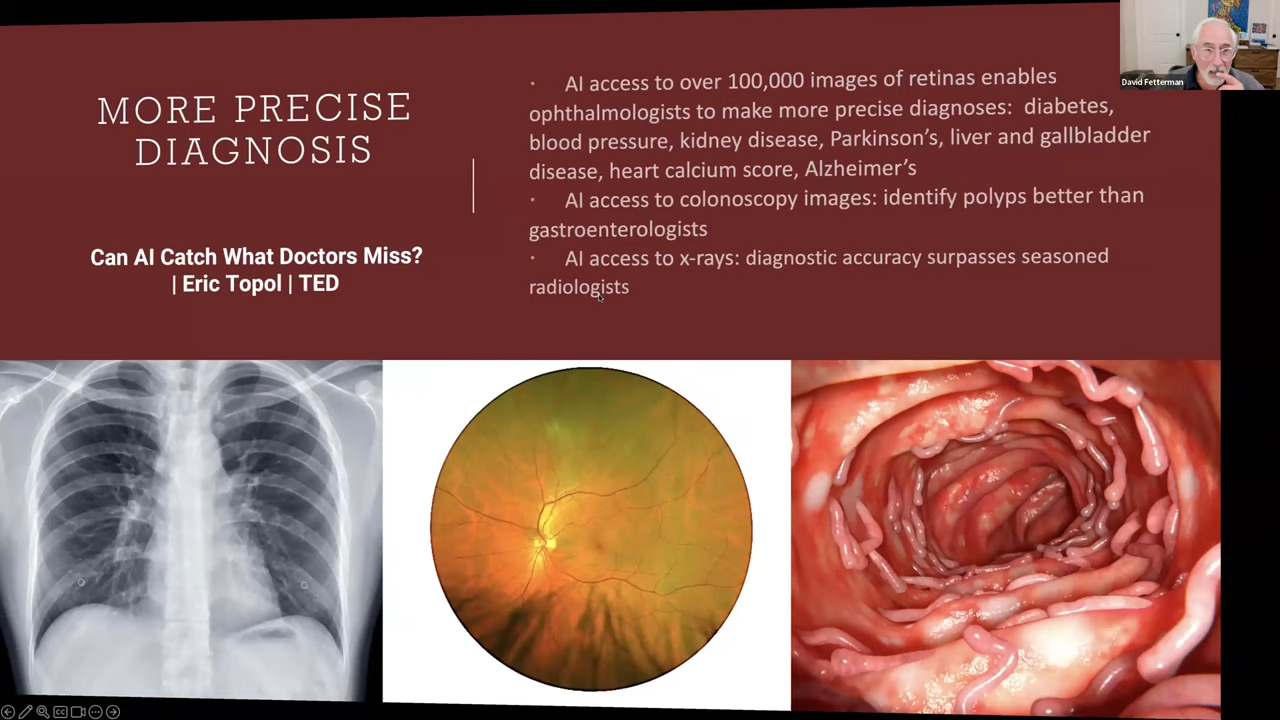 MORE PRECISE
DIAGNOSIS
Can AI Catch What Doctors Miss?
| Eric Topol | TED
· AI access to over 100,000 images of retinas enables
ophthalmologists to make more precise diagnoses: diabetes,
blood pressure, kidney disease, Parkinson's, liver and gallbladder
disease, heart calcium score, Alzheimer's
· AI access to colonoscopy images: identify polyps better than
gastroenterologists
· AI access to x-rays: diagnostic accuracy surpasses seasoned
radiologists
David Fetterman
CC